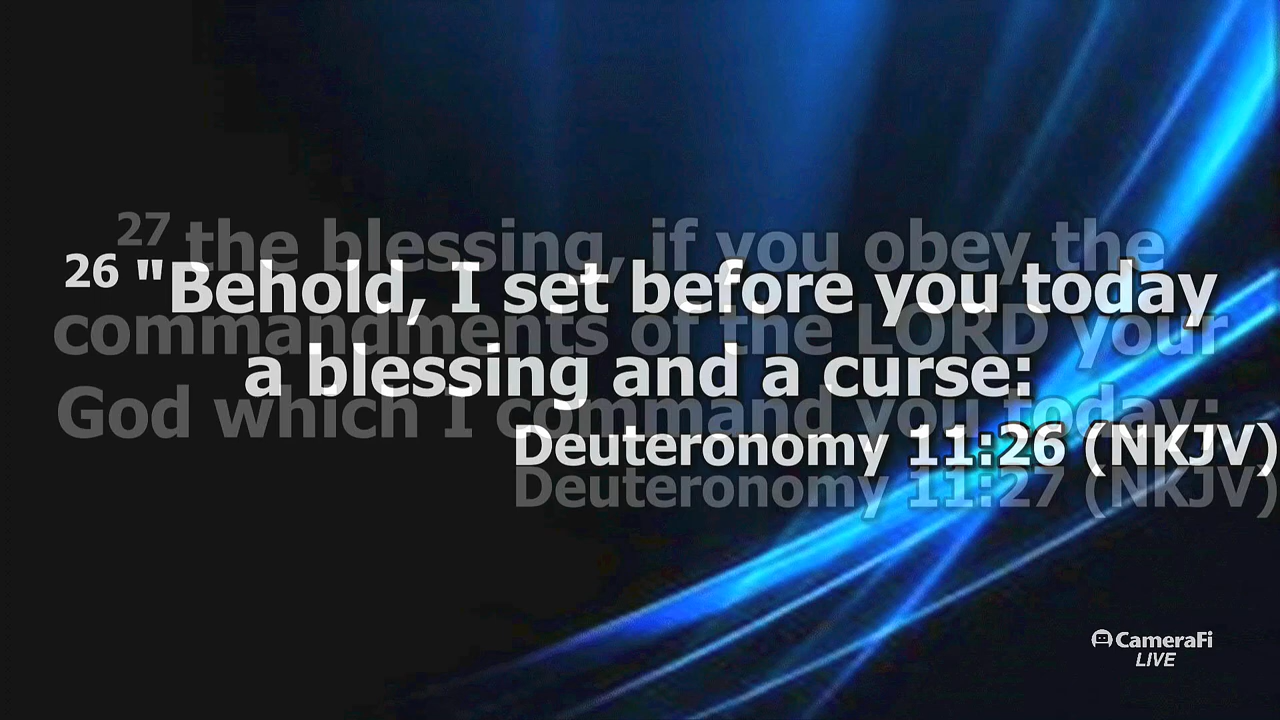 27 the blessing, if you obey the
26 "Behold, I set before you today
commandments of the LORD your
a blessing and a curse:
God which I command you today;
Deuteronomy 11:26 (NKJV)
Deuteronomy 11:27 (NKJV)
CameraFi
LIVE